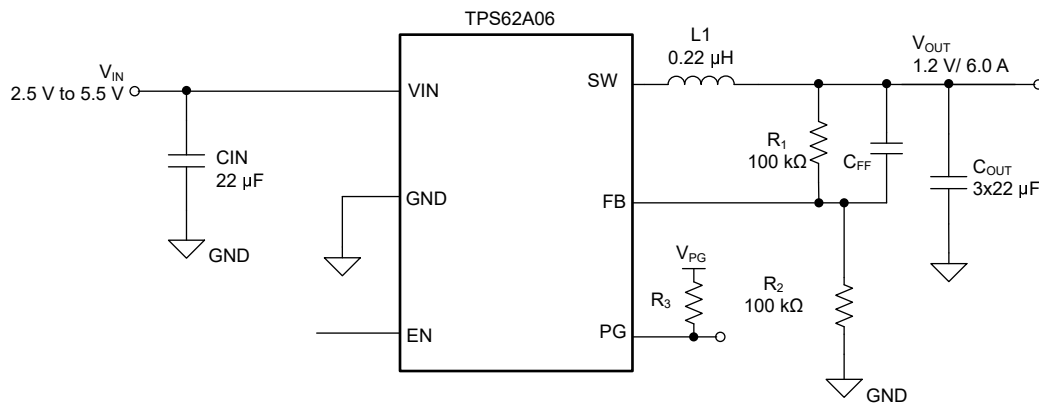 TPS62A06
V_IN
2.5 V to 5.5 V
CIN
22 µF
GND
VIN
GND
EN
SW
FB
PG
L1
0.22 µH
V_OUT
1.2 V/ 6.0 A
R_1
100 kΩ
C_FF
C_OUT
3x22 µF
V_PG
R_3
R_2
100 kΩ
GND